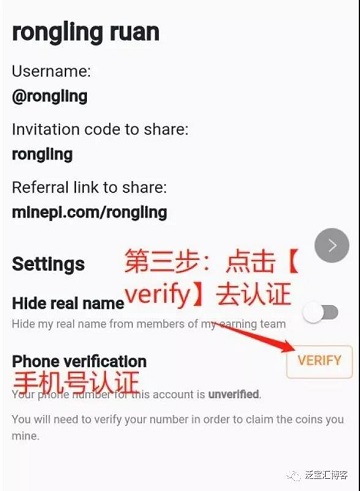 rongling ruan
Username:
@rongling
Invitation code to share:
rongling
Referral link to share:
minepi.com/rongling
第三步：点击【
verify】去认证
Settings
Hide real name
Hide my real name from members of my earning team
Phone verification
VERIFY
手机号认证
Your phone number for this account is unverified.
You will need to verify your number in order to claim the coins you
mine.
泛宝汇博客